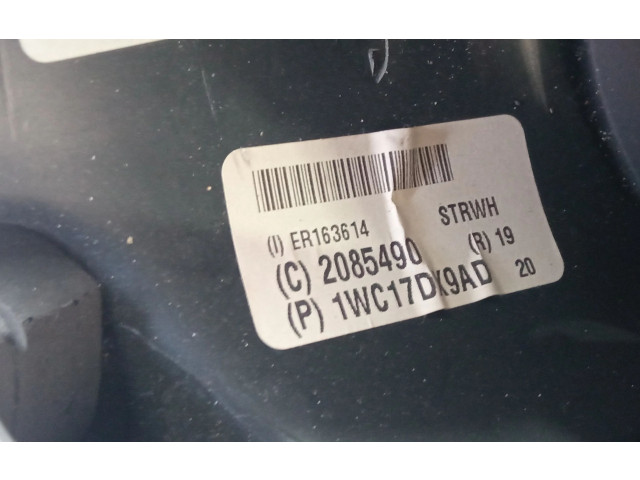 STRWH
(I) ER163614
(R) 19
(C) 2085490
20
(P) 1WC17DX9AD